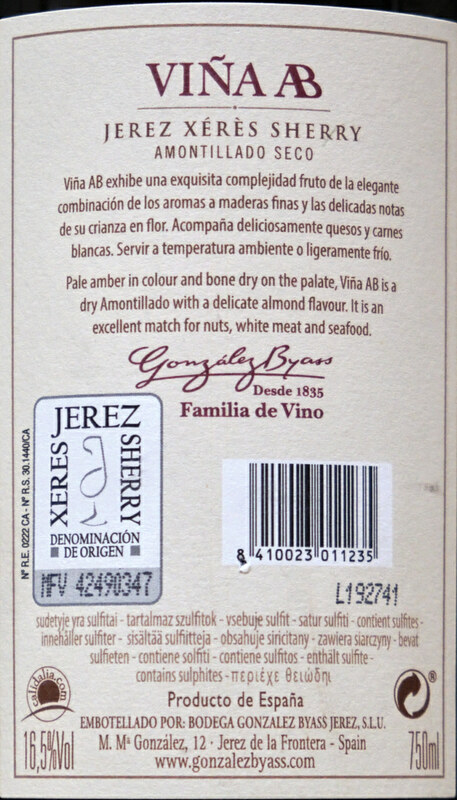 VIÑA AB
JEREZ XÉRÈS SHERRY
AMONTILLADO SECO
Viña AB exhibe una exquisita complejidad fruto de la elegante
combinación de los aromas a maderas finas y las delicadas notas
de su crianza en flor. Acompaña deliciosamente quesos y carnes
blancas. Servir a temperatura ambiente o ligeramente frío.
Pale amber in colour and bone dry on the palate, Viña AB is a
dry Amontillado with a delicate almond flavour. It is an
excellent match for nuts, white meat and seafood.
González Byass
Desde 1835
Familia de Vino
Nº R.E. 0222 CA - Nº R.S. 30.1440/CA
XERES
JEREZ
SHERRY
DENOMINACIÓN
DE ORIGEN
MFV 42490347
8 410023 011235
L192741
sudetyje yra sulfitai - tartalmaz szulfitok - vsebuje sulfit - satur sulfiti - contient sulfites -
innehåller sulfiter - sisältää sulfiitteja - obsahuje siricitany - zawiera siarczyny - bevat
sulfieten - contiene solfiti - contiene sulfitos - enthält sulfite -
contains sulphites - περιέχε θειώδη
calidalia.com
Producto de España
EMBOTELLADO POR: BODEGA GONZALEZ BYASS JEREZ, S.L.U.
16,5%Vol
M. Mª González, 12 · Jerez de la Frontera - Spain
750ml
www.gonzalezbyass.com